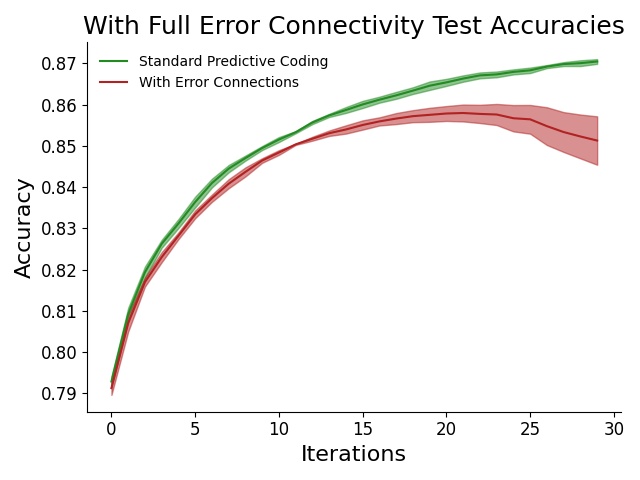 With Full Error Connectivity Test Accuracies
Standard Predictive Coding
With Error Connections
0.87
0.86
0.85
0.84
0.83
0.82
0.81
0.80
0.79
Accuracy
0 5 10 15 20 25 30
Iterations